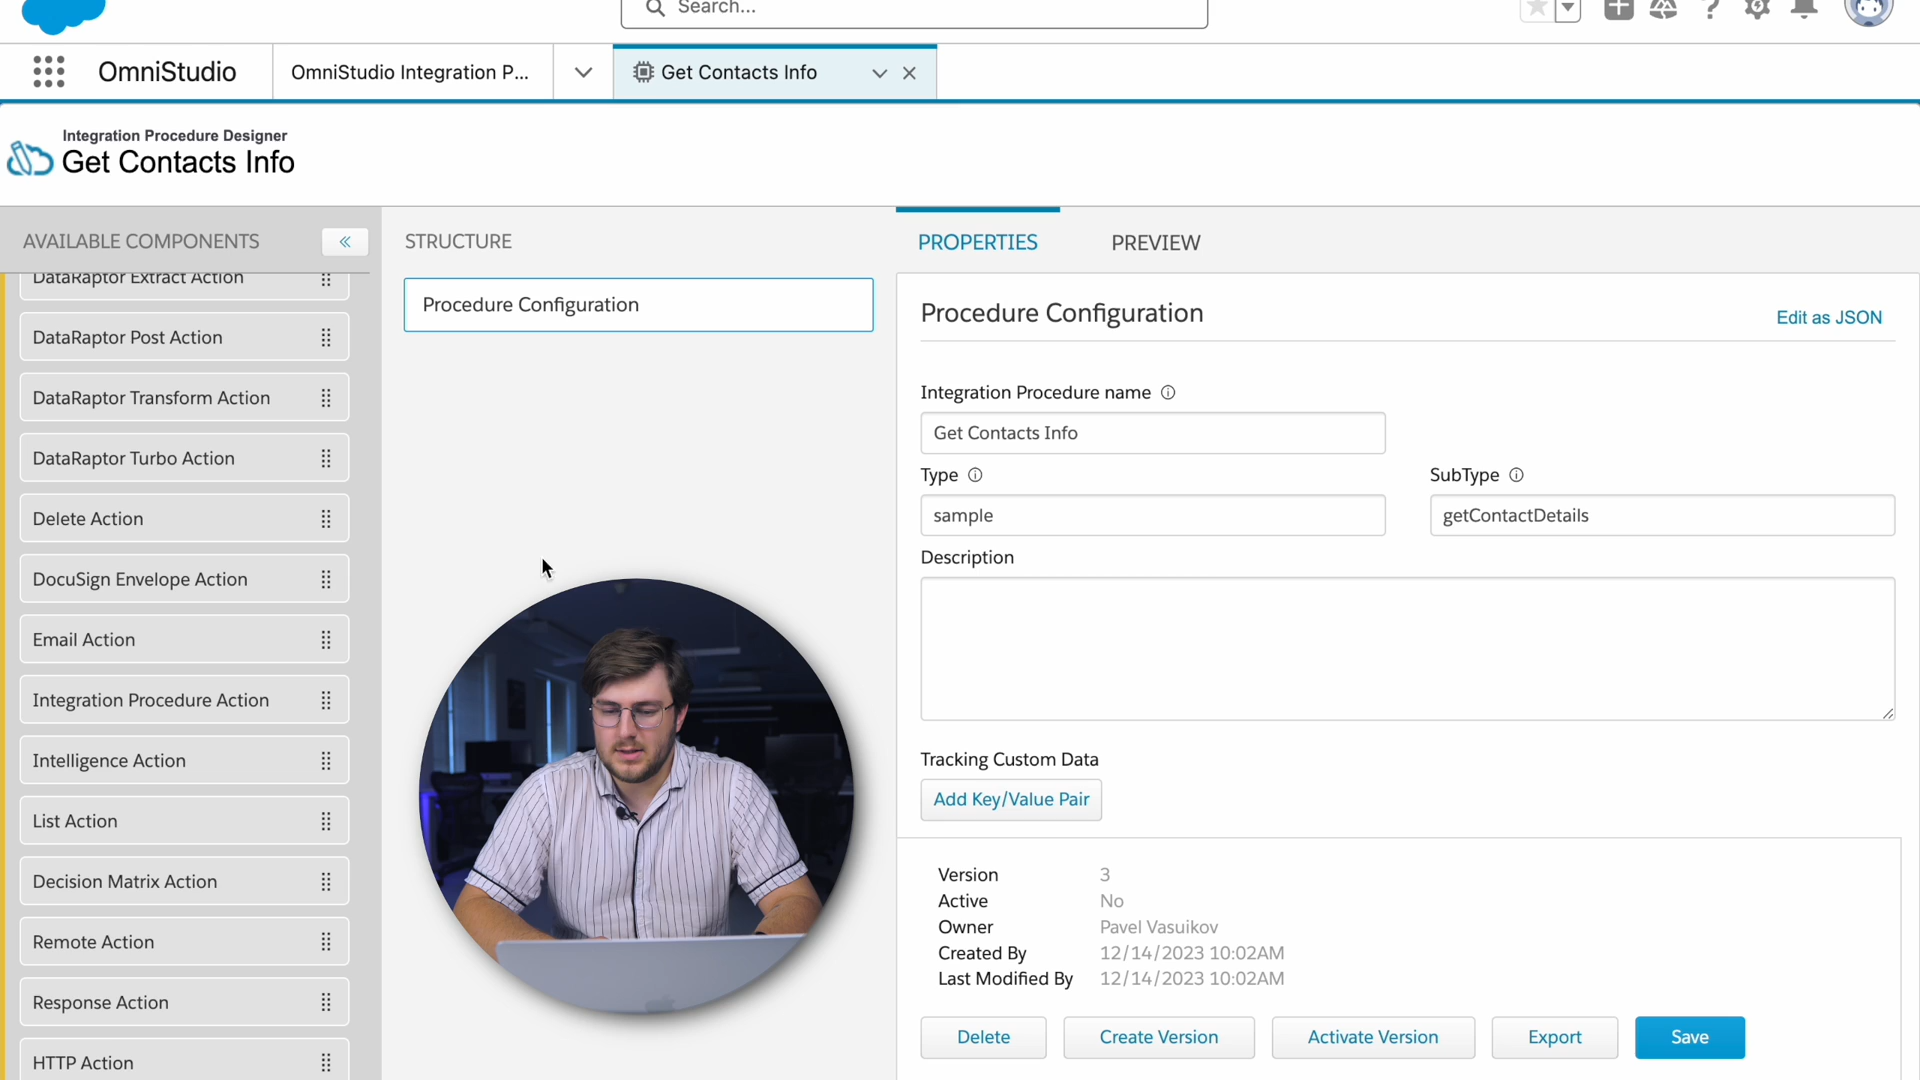 Search...
OmniStudio
OmniStudio Integration P...
Get Contacts Info
Integration Procedure Designer
Get Contacts Info
AVAILABLE COMPONENTS
STRUCTURE
PROPERTIES
PREVIEW
DataRaptor Extract Action
DataRaptor Post Action
DataRaptor Transform Action
DataRaptor Turbo Action
Delete Action
DocuSign Envelope Action
Email Action
Integration Procedure Action
Intelligence Action
List Action
Decision Matrix Action
Remote Action
Response Action
HTTP Action
Procedure Configuration
Procedure Configuration
Edit as JSON
Integration Procedure name
Get Contacts Info
Type
SubType
sample
getContactDetails
Description
Tracking Custom Data
Add Key/Value Pair
Version 3
Active No
Owner Pavel Vasuikov
Created By 12/14/2023 10:02AM
Last Modified By 12/14/2023 10:02AM
Delete
Create Version
Activate Version
Export
Save